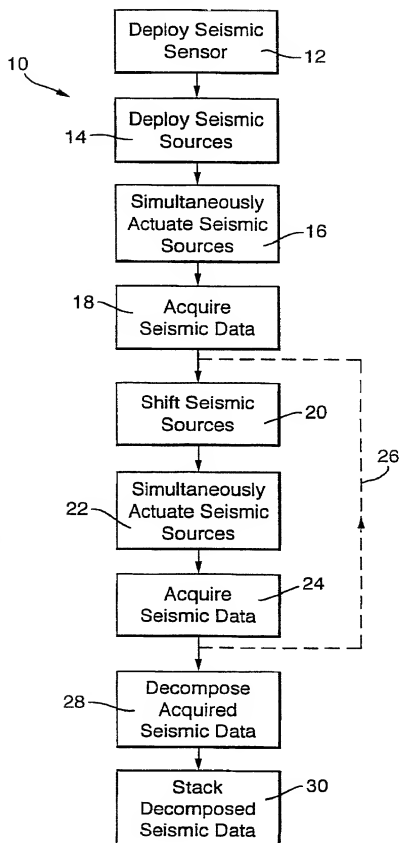 Deploy Seismic
Sensor
12
10
Deploy Seismic
Sources
14
Simultaneously
Actuate Seismic
Sources
16
18
Acquire
Seismic Data
Shift Seismic
Sources
20
26
22
Simultaneously
Actuate Seismic
Sources
Acquire
Seismic Data
24
28
Decompose
Acquired
Seismic Data
Stack
Decomposed
Seismic Data
30